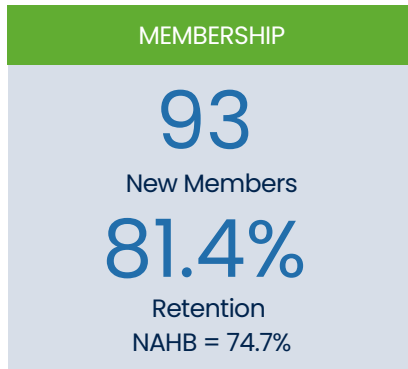 MEMBERSHIP
93
New Members
81.4%
Retention
NAHB = 74.7%